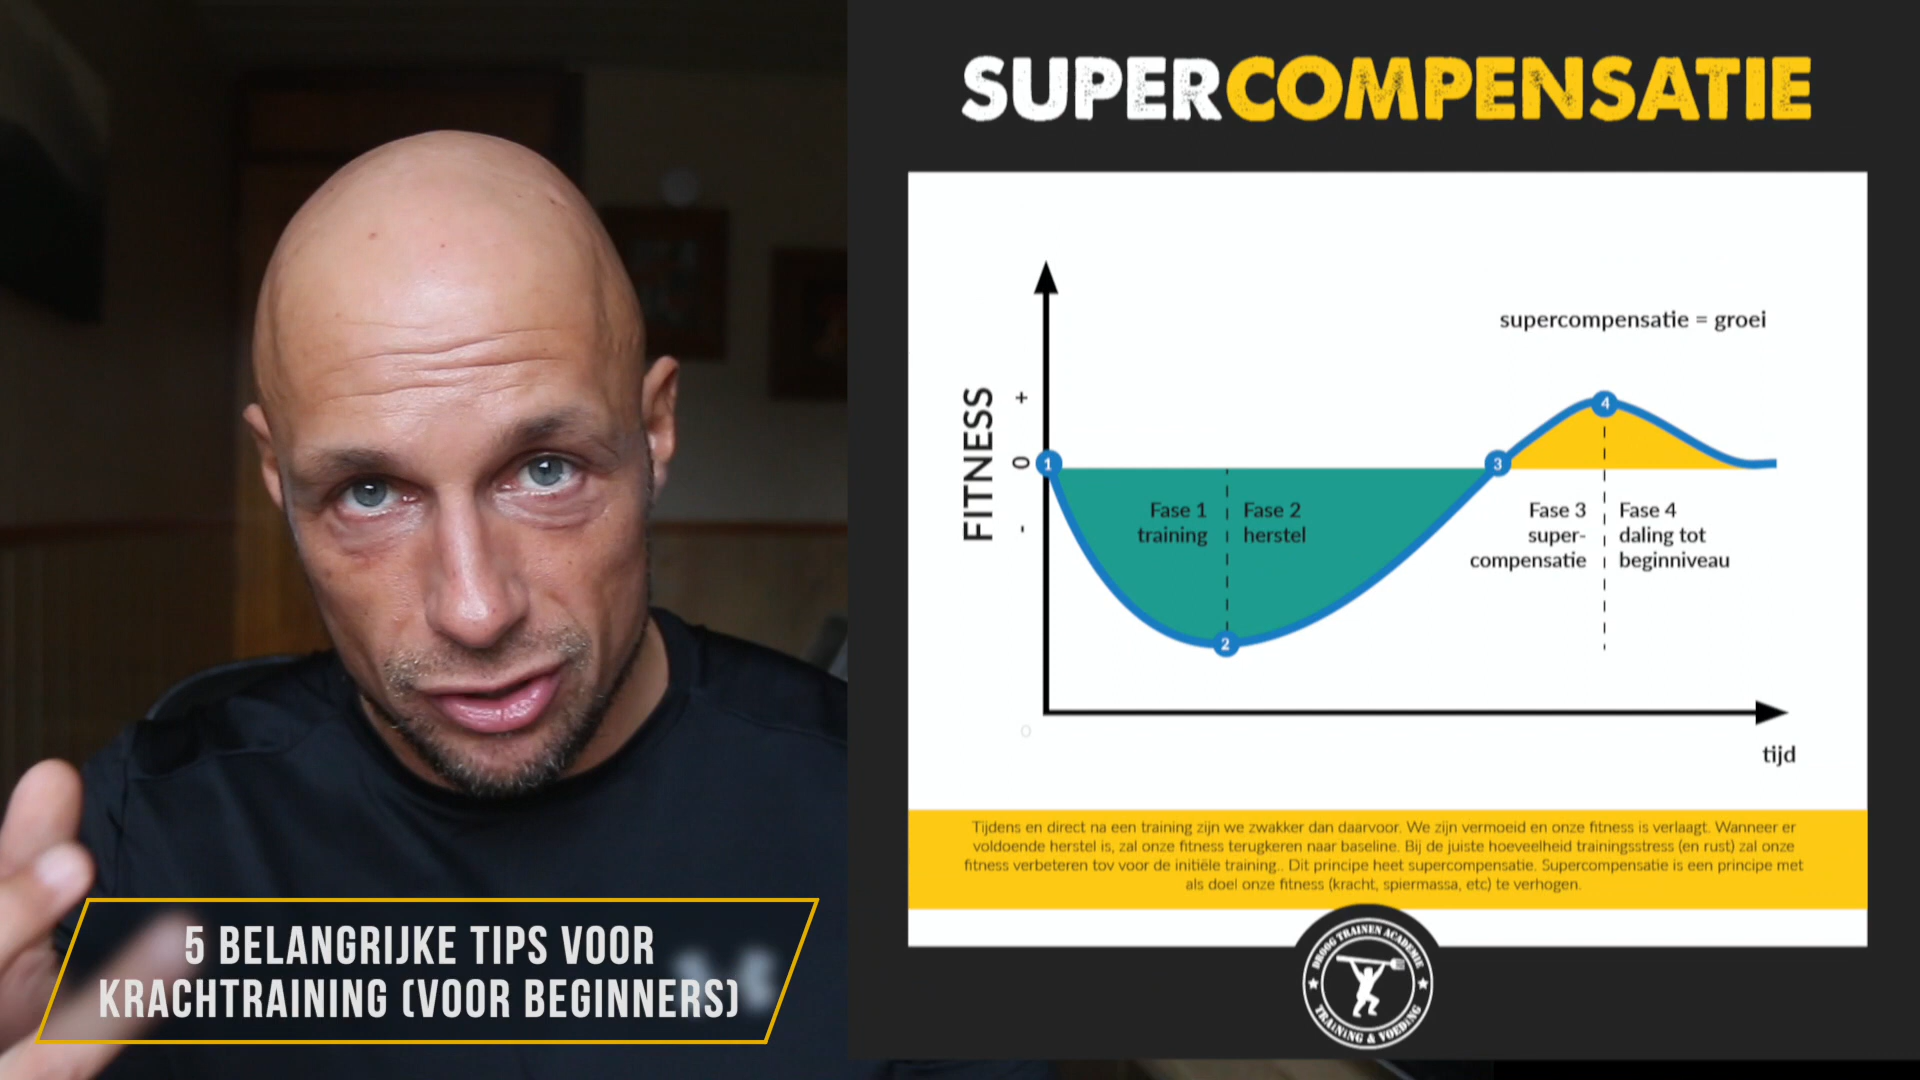 SUPERCOMPENSATIE
supercompensatie = groei
FITNESS
+
0
-
1
2
3
4
Fase 1
training
Fase 2
herstel
Fase 3
super-
compensatie
Fase 4
daling tot
beginniveau
0
tijd
Tijdens en direct na een training zijn we zwakker dan daarvoor. We zijn vermoeid en onze fitness is verlaagt. Wanneer er
voldoende herstel is, zal onze fitness terugkeren naar baseline. Bij de juiste hoeveelheid trainingsstress (en rust) zal onze
fitness verbeteren tov voor de initiële training.. Dit principe heet supercompensatie. Supercompensatie is een principe met
als doel onze fitness (kracht, spiermassa, etc) te verhogen.
DROOG TRAINEN ACADEMIE
TRAINING & VOEDING
5 BELANGRIJKE TIPS VOOR
KRACHTRAINING (VOOR BEGINNERS)